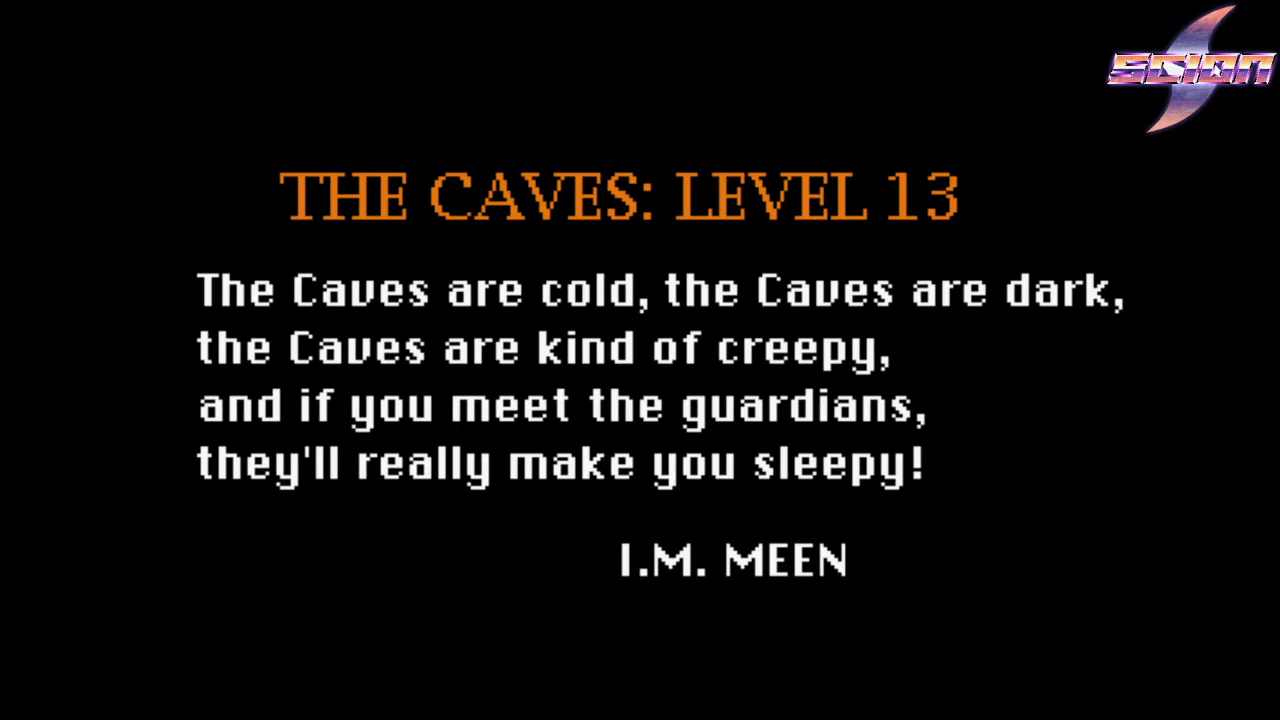 SCION
THE CAVES: LEVEL 13
The Caves are cold, the Caves are dark,
the Caves are kind of creepy,
and if you meet the guardians,
they'll really make you sleepy!
I.M. MEEN